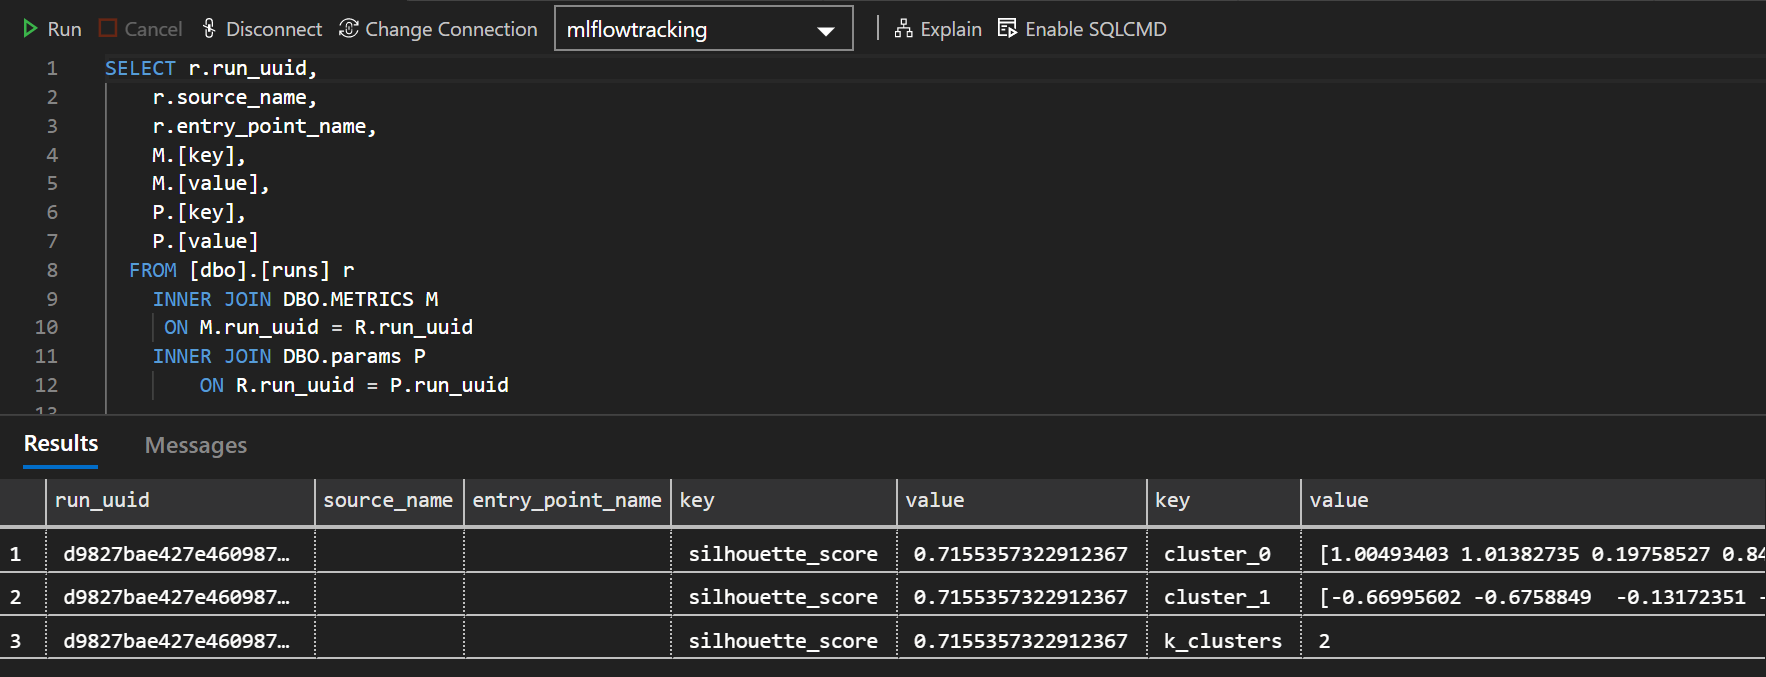 Run Cancel Disconnect Change Connection mlflowtracking Explain Enable SQLCMD
1 SELECT r.run_uuid,
2 r.source_name,
3 r.entry_point_name,
4 M.[key],
5 M.[value],
6 P.[key],
7 P.[value]
8 FROM [dbo].[runs] r
9 INNER JOIN DBO.METRICS M
10 ON M.run_uuid = R.run_uuid
11 INNER JOIN DBO.params P
12 ON R.run_uuid = P.run_uuid
13
Results Messages
run_uuid source_name entry_point_name key value key value
1 d9827bae427e460987… silhouette_score 0.7155357322912367 cluster_0 [1.00493403 1.01382735 0.19758527 0.84
2 d9827bae427e460987… silhouette_score 0.7155357322912367 cluster_1 [-0.66995602 -0.6758849 -0.13172351 -
3 d9827bae427e460987… silhouette_score 0.7155357322912367 k_clusters 2